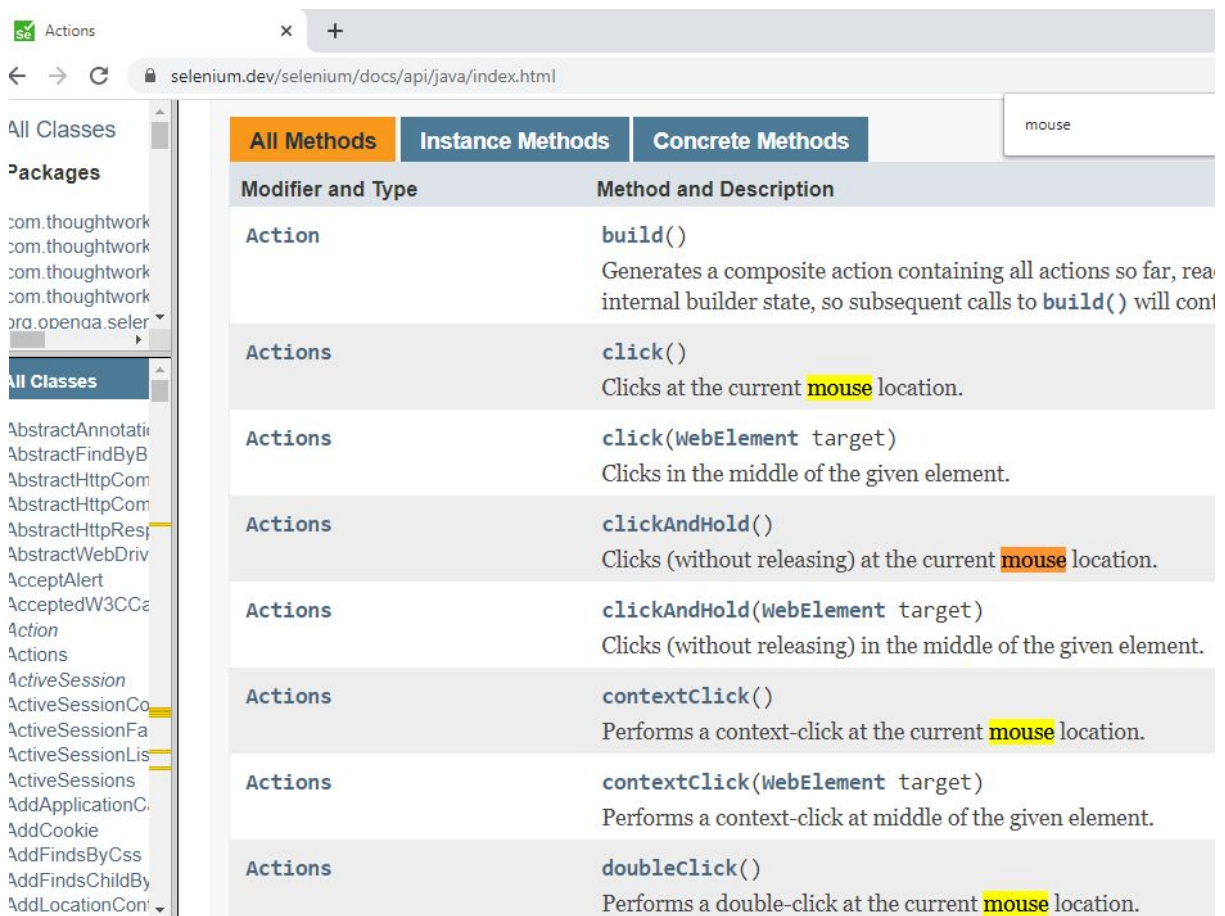 Actions
selenium.dev/selenium/docs/api/java/index.html
mouse
All Classes
Packages
com.thoughtwork
com.thoughtwork
com.thoughtwork
com.thoughtwork
org.openqa.seler
All Classes
AbstractAnnotati
AbstractFindByB
AbstractHttpCom
AbstractHttpCom
AbstractHttpResp
AbstractWebDriv
AcceptAlert
AcceptedW3CCa
Action
Actions
ActiveSession
ActiveSessionCo
ActiveSessionFa
ActiveSessionLis
ActiveSessions
AddApplicationC
AddCookie
AddFindsByCss
AddFindsChildBy
AddLocationCont
All Methods Instance Methods Concrete Methods
Modifier and Type Method and Description
Action build()
Generates a composite action containing all actions so far, rea
internal builder state, so subsequent calls to build() will cont
Actions click()
Clicks at the current mouse location.
Actions click(WebElement target)
Clicks in the middle of the given element.
Actions clickAndHold()
Clicks (without releasing) at the current mouse location.
Actions clickAndHold(WebElement target)
Clicks (without releasing) in the middle of the given element.
Actions contextClick()
Performs a context-click at the current mouse location.
Actions contextClick(WebElement target)
Performs a context-click at middle of the given element.
Actions doubleClick()
Performs a double-click at the current mouse location.